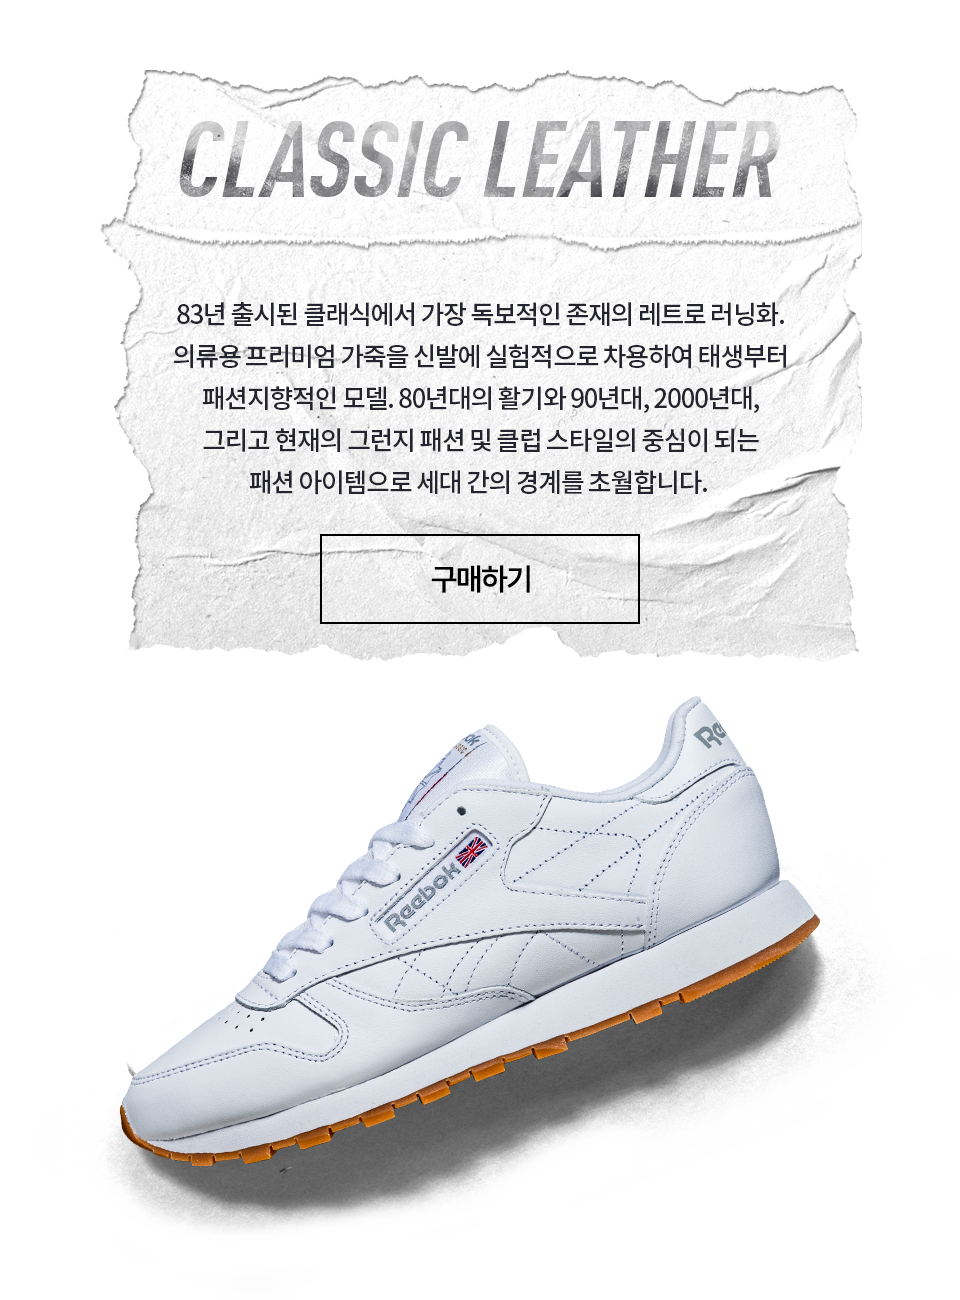 CLASSIC LEATHER
83년 출시된 클래식에서 가장 독보적인 존재의 레트로 러닝화.
의류용 프리미엄 가죽을 신발에 실험적으로 차용하여 태생부터
패션지향적인 모델. 80년대의 활기와 90년대, 2000년대,
그리고 현재의 그런지 패션 및 클럽 스타일의 중심이 되는
패션 아이템으로 세대 간의 경계를 초월합니다.
구매하기
Reebok